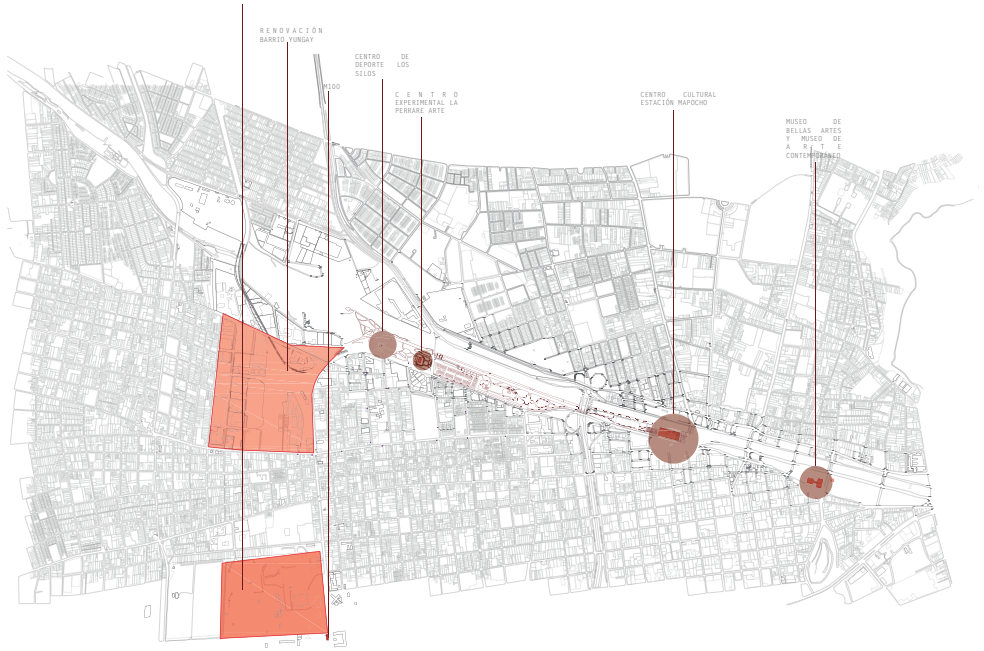 RENOVACIÓN
BARRIO YUNGAY
CENTRO DE
DEPORTE LOS
SILOS
MIDO
CENTRO
EXPERIMENTAL LA
PERRARE ARTE
CENTRO CULTURAL
ESTACIÓN MAPOCHO
MUSEO DE
BELLAS ARTES
Y MUSEO DE
ARTE
CONTEMPORÁNEO